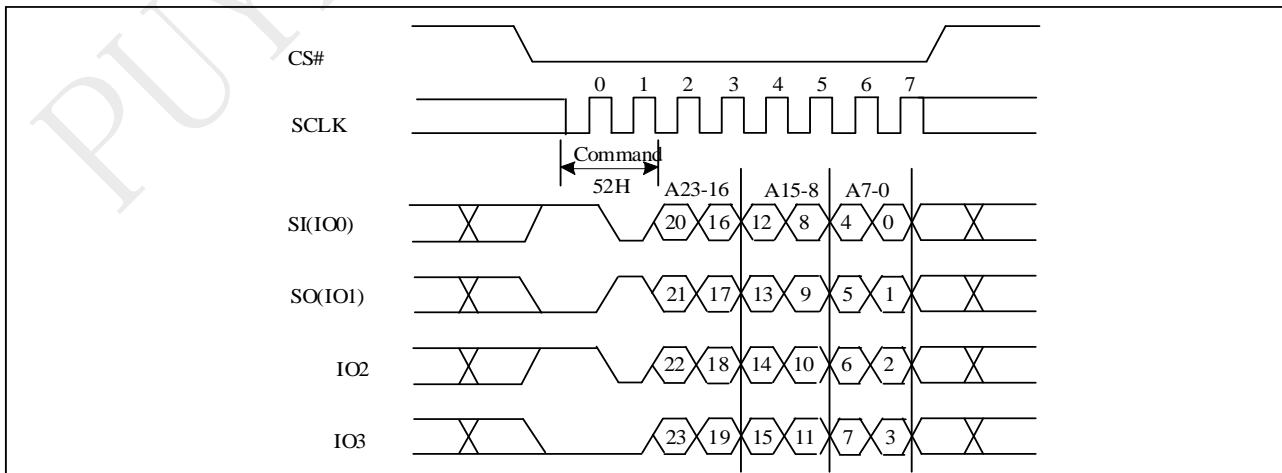 PUY
CS#
0 1 2 3 4 5 6 7
SCLK
Command
52H
A23-16 A15-8 A7-0
SI(IO0)
20 16 12 8 4 0
SO(IO1)
21 17 13 9 5 1
IO2
22 18 14 10 6 2
IO3
23 19 15 11 7 3